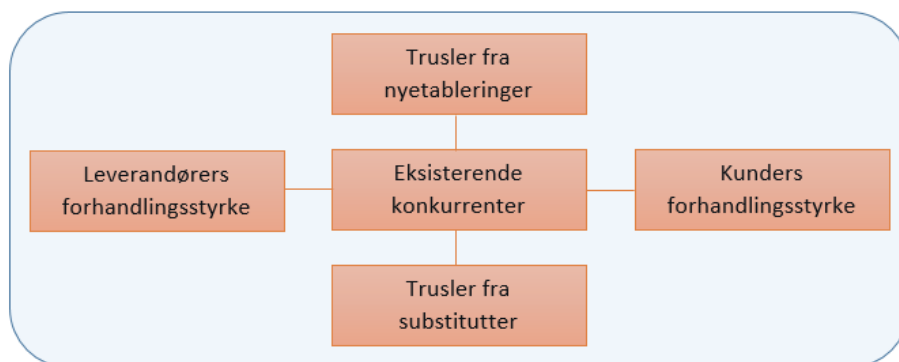 Trusler fra
nyetableringer
Leverandørers
forhandlingsstyrke
Eksisterende
konkurrenter
Kunders
forhandlingsstyrke
Trusler fra
substitutter